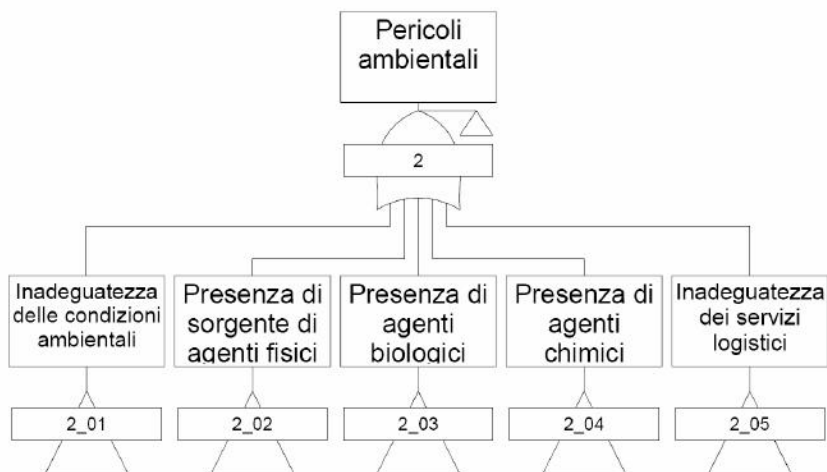 Pericoli
ambientali
2
Inadeguatezza
delle condizioni
ambientali
Presenza di
sorgente di
agenti fisici
Presenza di
agenti
biologici
Presenza di
agenti
chimici
Inadeguatezza
dei servizi
logistici
2_01
2_02
2_03
2_04
2_05